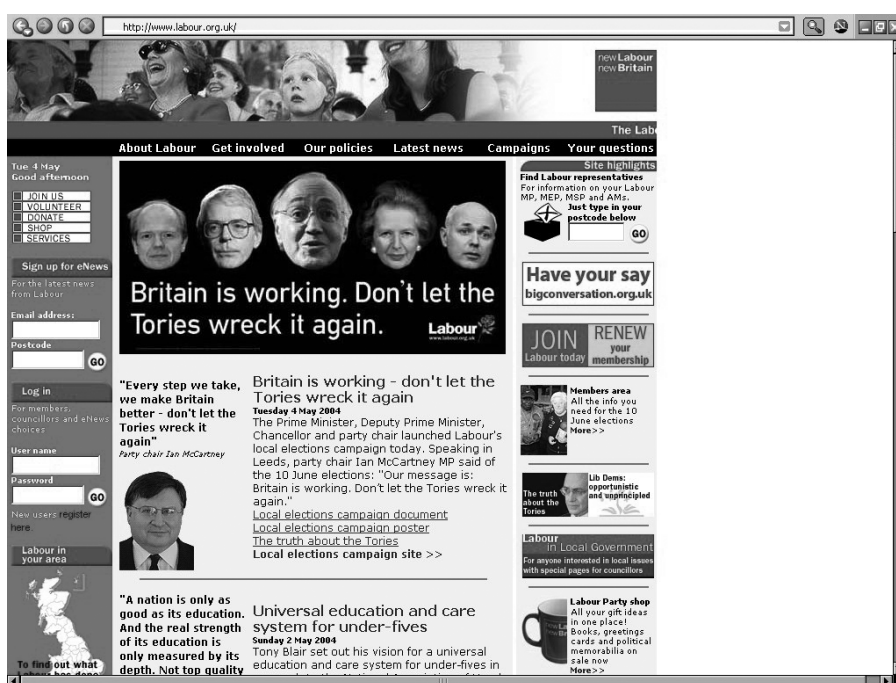 http://www.labour.org.uk/
new Labour
new Britain
The Lab
About Labour Get involved Our policies Latest news Campaigns Your questions
Tue 4 May
Good afternoon
JOIN US
VOLUNTEER
DONATE
SHOP
SERVICES
Sign up for eNews
For the latest news
from Labour
Email address:
Postcode
GO
Log in
For members,
councillors and eNews
choices
User name
Password
GO
New users register
here.
Labour in
your area
To find out what
Britain is working. Don't let the
Tories wreck it again.
Labour
www.labour.org.uk
"Every step we take,
we make Britain
better - don't let the
Tories wreck it
again"
Party chair Ian McCartney
Britain is working - don't let the
Tories wreck it again
Tuesday 4 May 2004
The Prime Minister, Deputy Prime Minister,
Chancellor and party chair launched Labour's
local elections campaign today. Speaking in
Leeds, party chair Ian McCartney MP said of
the 10 June elections: "Our message is:
Britain is working. Don't let the Tories wreck it
again."
Local elections campaign document
Local elections campaign poster
The truth about the Tories
Local elections campaign site >>
"A nation is only as
good as its education.
And the real strength
of its education is
only measured by its
depth. Not top quality
Universal education and care
system for under-fives
Sunday 2 May 2004
Tony Blair set out his vision for a universal
education and care system for under-fives in
Site highlights
Find Labour representatives
For information on your Labour
MP, MEP, MSP and AMs.
Just type in your
postcode below
GO
Have your say
bigconversation.org.uk
JOIN
Labour today
RENEW
your
membership
Members area
All the info you
need for the 10
June elections
More>>
The truth
about the
Tories
Lib Dems:
opportunistic
and unprincipled
Labour
in Local Government
For anyone interested in local issues
with special pages for councillors
Labour Party shop
All your gift ideas
in one place!
Books, greetings
cards and political
memorabilia on
sale now
More>>